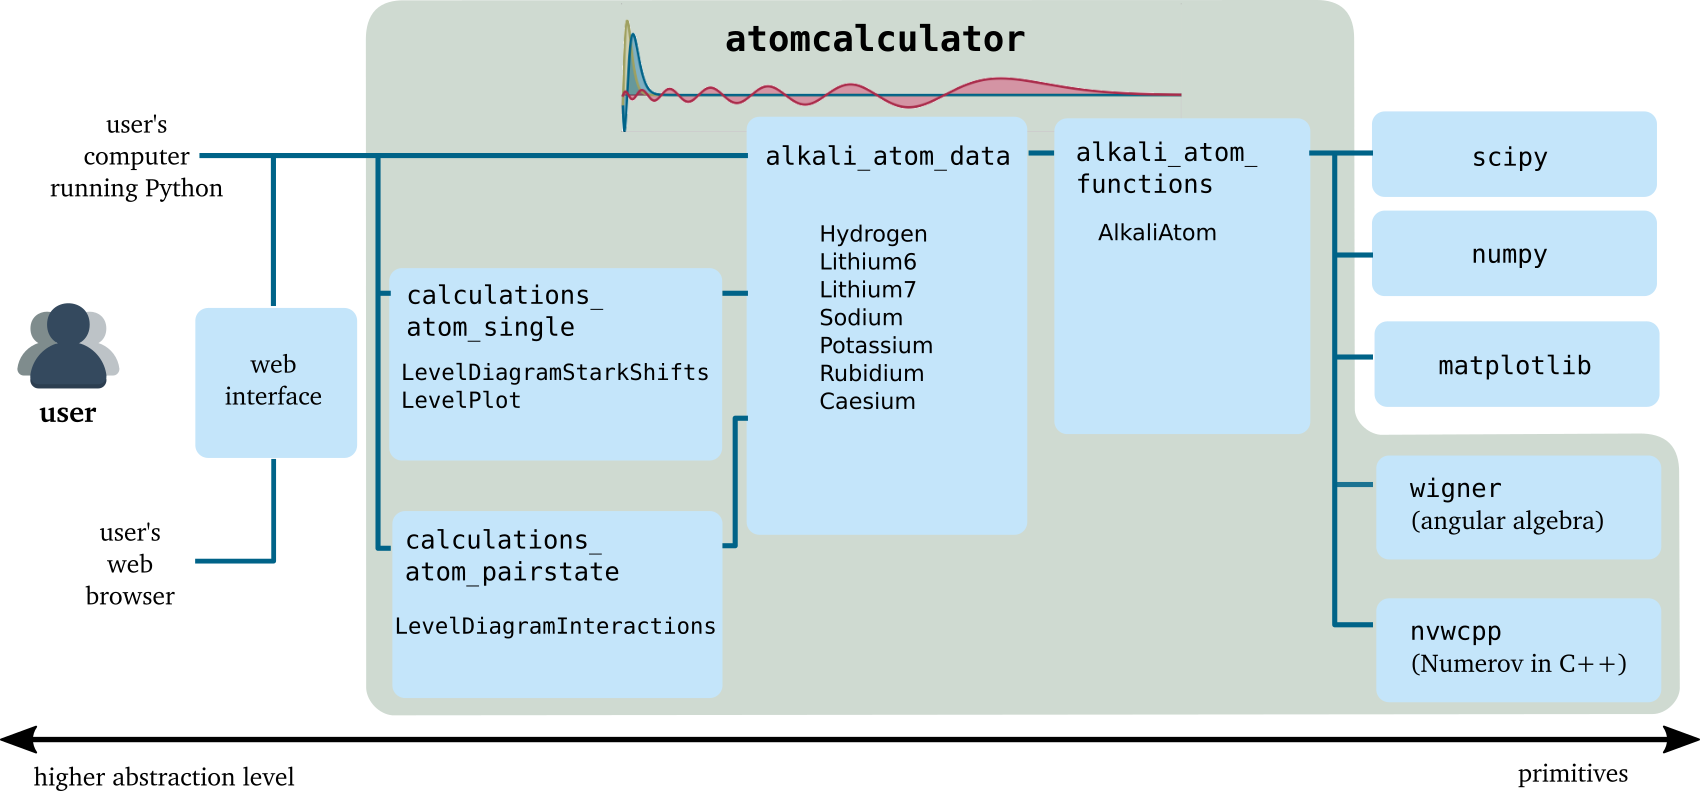 atomcalculator
user's
computer
running Python
user
web
interface
user's
web
browser
calculations_
atom_single
LevelDiagramStarkShifts
LevelPlot
calculations_
atom_pairstate
LevelDiagramInteractions
alkali_atom_data
Hydrogen
Lithium6
Lithium7
Sodium
Potassium
Rubidium
Caesium
alkali_atom_
functions
AlkaliAtom
scipy
numpy
matplotlib
wigner
(angular algebra)
nvwcpp
(Numerov in C++)
higher abstraction level
primitives